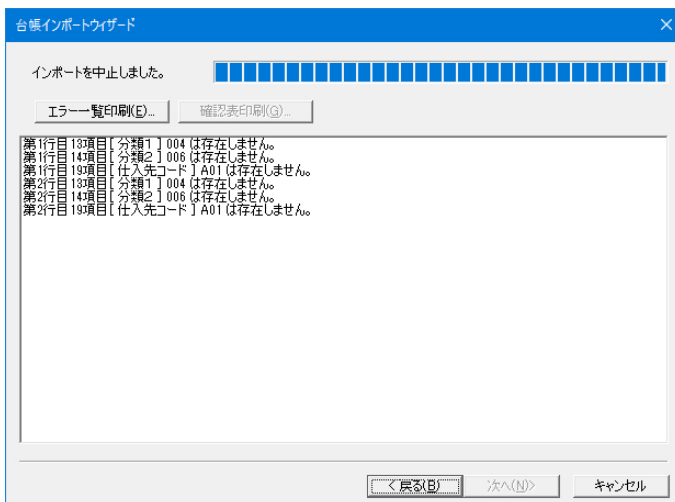 台帳インポートウィザード
インポートを中止しました。
エラー一覧印刷(E)...
確認表印刷(G)...
第1行目 13項目[ 分類1 ] 004 は存在しません。
第1行目 14項目[ 分類2 ] 006 は存在しません。
第1行目 19項目[ 仕入先コード ] A01 は存在しません。
第2行目 13項目[ 分類1 ] 004 は存在しません。
第2行目 14項目[ 分類2 ] 006 は存在しません。
第2行目 19項目[ 仕入先コード ] A01 は存在しません。
< 戻る(B)
次へ(N)>
キャンセル